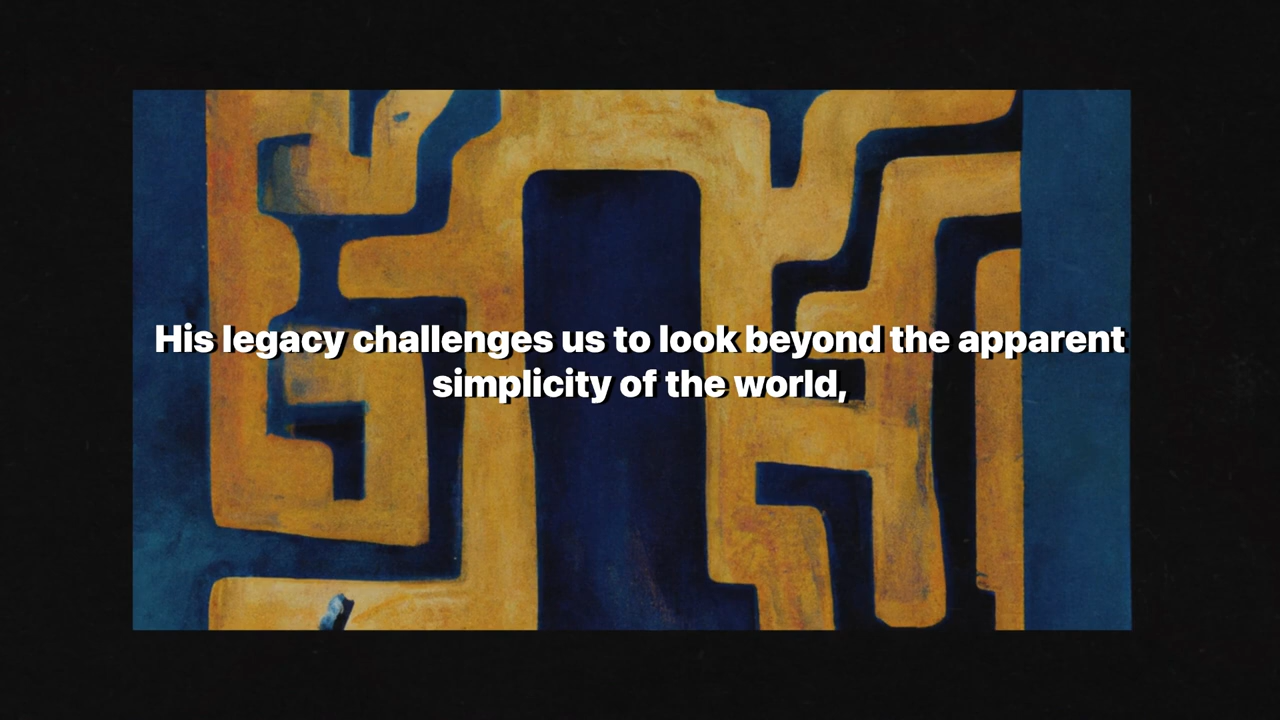 His legacy challenges us to look beyond the apparent
simplicity of the world,